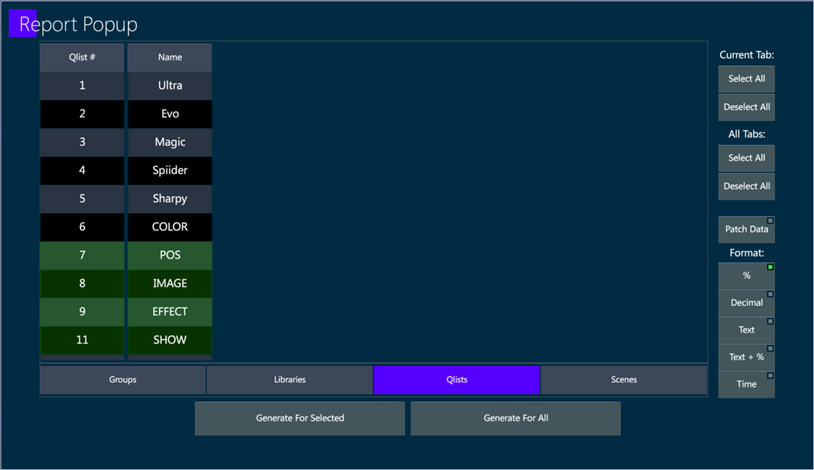 Report Popup
Qlist # Name
1 Ultra
2 Evo
3 Magic
4 Spiider
5 Sharpy
6 COLOR
7 POS
8 IMAGE
9 EFFECT
11 SHOW
Current Tab:
Select All
Deselect All
All Tabs:
Select All
Deselect All
Patch Data
Format:
%
Decimal
Text
Text + %
Time
Groups Libraries Qlists Scenes
Generate For Selected Generate For All